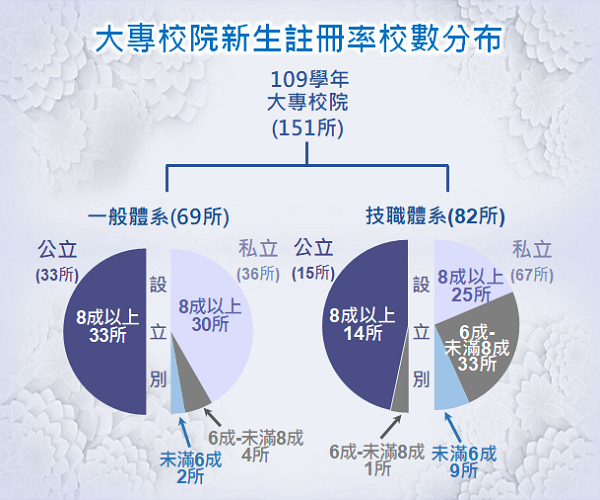 大專校院新生註冊率校數分布
109學年
大專校院
(151所)
一般體系(69所)
技職體系(82所)
公立
(33所)
私立
(36所)
8成以上
33所
設
立
別
8成以上
30所
6成-未滿8成
4所
未滿6成
2所
公立
(15所)
私立
(67所)
8成以上
14所
設
立
別
8成以上
25所
6成-
未滿8成
33所
6成-未滿8成
1所
未滿6成
9所